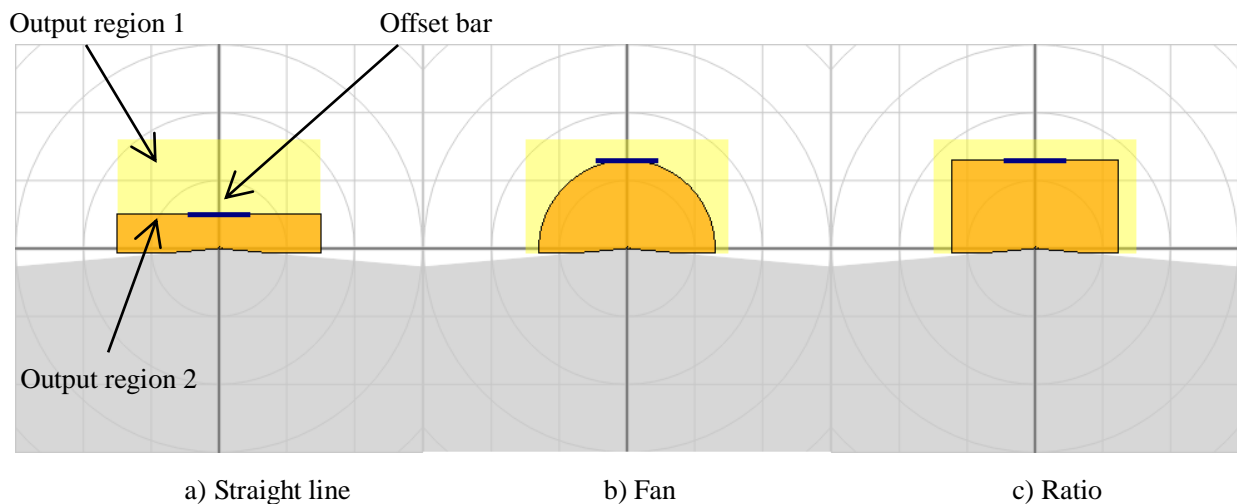 Output region 1
Offset bar
Output region 2
a) Straight line
b) Fan
c) Ratio